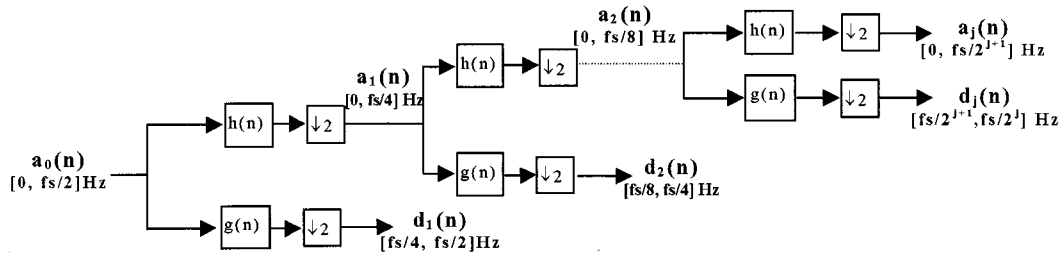 a₀(n)
[0, fs/2]Hz
h(n)
↓2
a₁(n)
[0, fs/4] Hz
g(n)
↓2
d₁(n)
[fs/4, fs/2]Hz
h(n)
↓2
a₂(n)
[0, fs/8] Hz
g(n)
↓2
d₂(n)
[fs/8, fs/4] Hz
h(n)
↓2
aⱼ(n)
[0, fs/2ʲ⁺¹] Hz
g(n)
↓2
dⱼ(n)
[fs/2ʲ⁺¹,fs/2ʲ] Hz